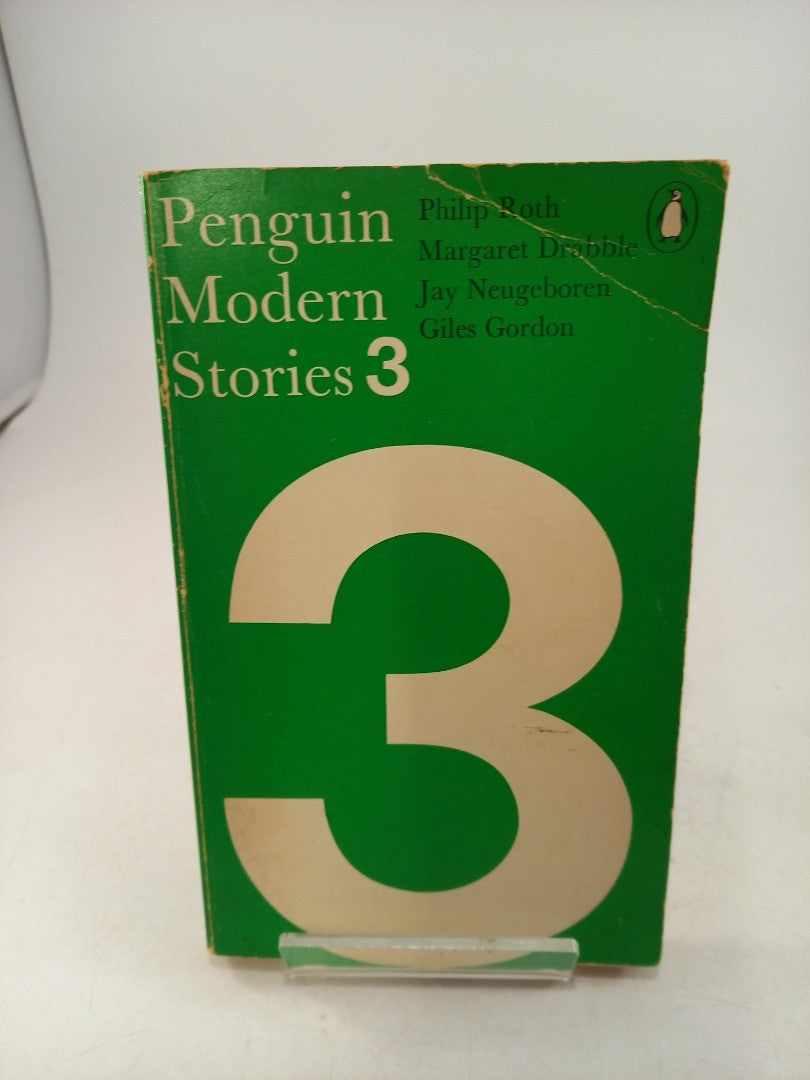 Penguin
Modern
Stories 3
Philip Roth
Margaret Drabble
Jay Neugeboren
Giles Gordon
3